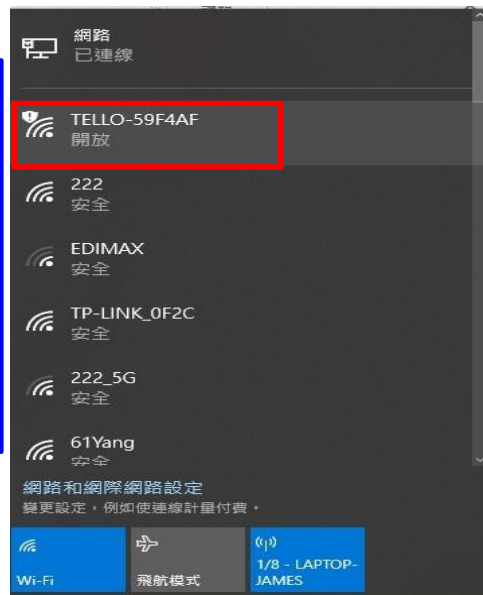 網路
已連線
TELLO-59F4AF
開放
222
安全
EDIMAX
安全
TP-LINK_0F2C
安全
222_5G
安全
61Yang
安全
網路和網際網路設定
變更設定，例如使連線計量付費。
Wi-Fi
飛航模式
1/8 - LAPTOP-
JAMES